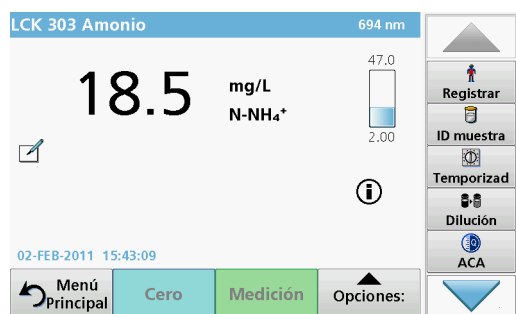 LCK 303 Amonio 694 nm
47.0
18.5 mg/L
N-NH₄⁺
2.00
02-FEB-2011 15:43:09
Menú Principal
Cero
Medición
Opciones:
Registrar
ID muestra
Temporizad
Dilución
ACA